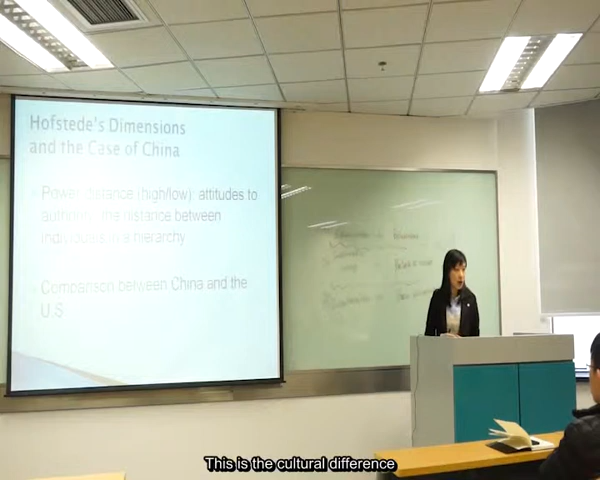 Hofstede's Dimensions
and the Case of China
Power distance (high/low): attitudes to
authority, the distance between
individuals in a hierarchy
Comparison between China and the
U.S.
This is the cultural difference